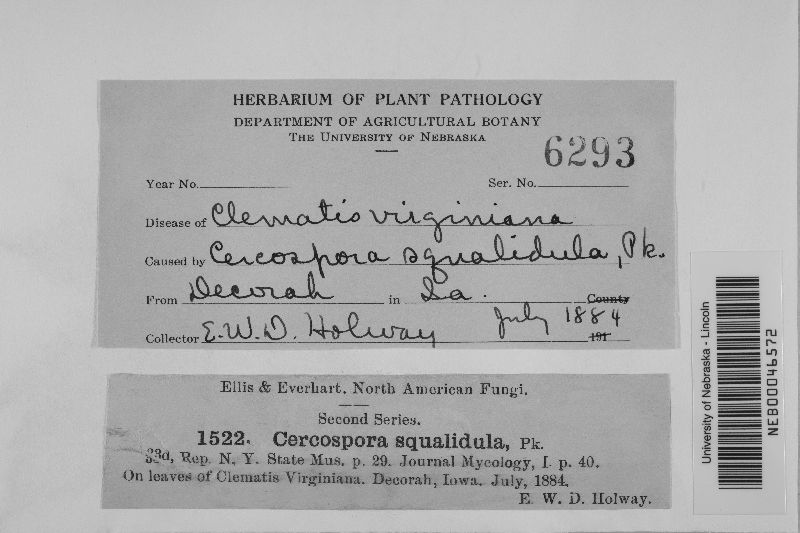 HERBARIUM OF PLANT PATHOLOGY
DEPARTMENT OF AGRICULTURAL BOTANY
THE UNIVERSITY OF NEBRASKA
6293
Year No. Ser. No.
Disease of Clematis virginiana
Caused by Cercospora squalidula, Pk.
From Decorah in Ia. County
Collector E. W. D. Holway July 1884 191
Ellis & Everhart, North American Fungi.
Second Series.
1522. Cercospora squalidula, Pk.
33d, Rep. N. Y. State Mus. p. 29. Journal Mycology, I. p. 40.
On leaves of Clematis Virginiana. Decorah, Iowa. July, 1884.
E. W. D. Holway.
University of Nebraska - Lincoln
NEB00046572